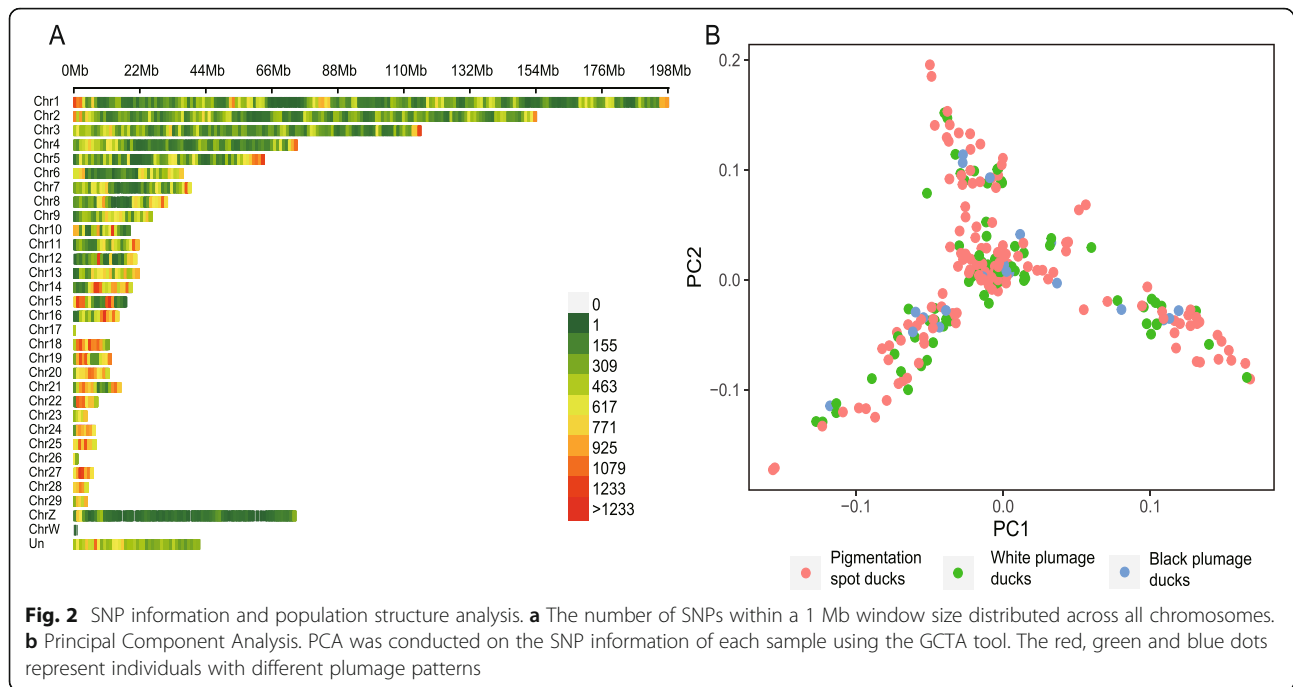 A
0Mb 22Mb 44Mb 66Mb 88Mb 110Mb 132Mb 154Mb 176Mb 198Mb
Chr1
Chr2
Chr3
Chr4
Chr5
Chr6
Chr7
Chr8
Chr9
Chr10
Chr11
Chr12
Chr13
Chr14
Chr15
Chr16
Chr17
Chr18
Chr19
Chr20
Chr21
Chr22
Chr23
Chr24
Chr25
Chr26
Chr27
Chr28
Chr29
ChrZ
ChrW
Un
0
1
155
309
463
617
771
925
1079
1233
>1233
B
0.2
0.1
0.0
−0.1
PC2
−0.1 0.0 0.1
PC1
Pigmentation
spot ducks
White plumage
ducks
Black plumage
ducks
Fig. 2 SNP information and population structure analysis. a The number of SNPs within a 1 Mb window size distributed across all chromosomes.
b Principal Component Analysis. PCA was conducted on the SNP information of each sample using the GCTA tool. The red, green and blue dots
represent individuals with different plumage patterns